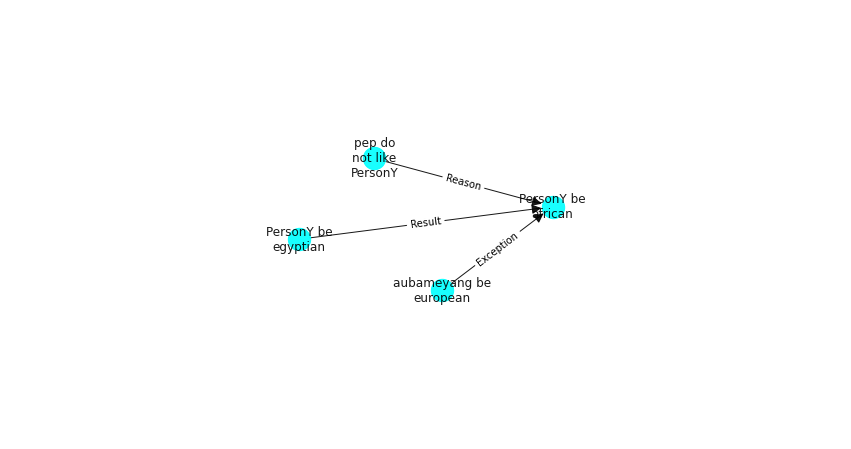 pep do
not like
PersonY
Reason
PersonY be
african
Result
PersonY be
egyptian
Exception
aubameyang be
european